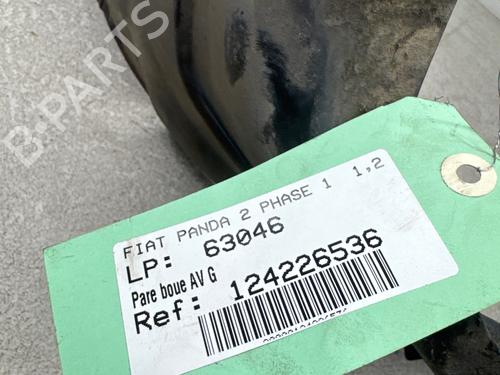 B-PARTS
FIAT PANDA 2 PHASE 1 1,2
LP: 63046
Pare boue AV G
Ref: 124226536